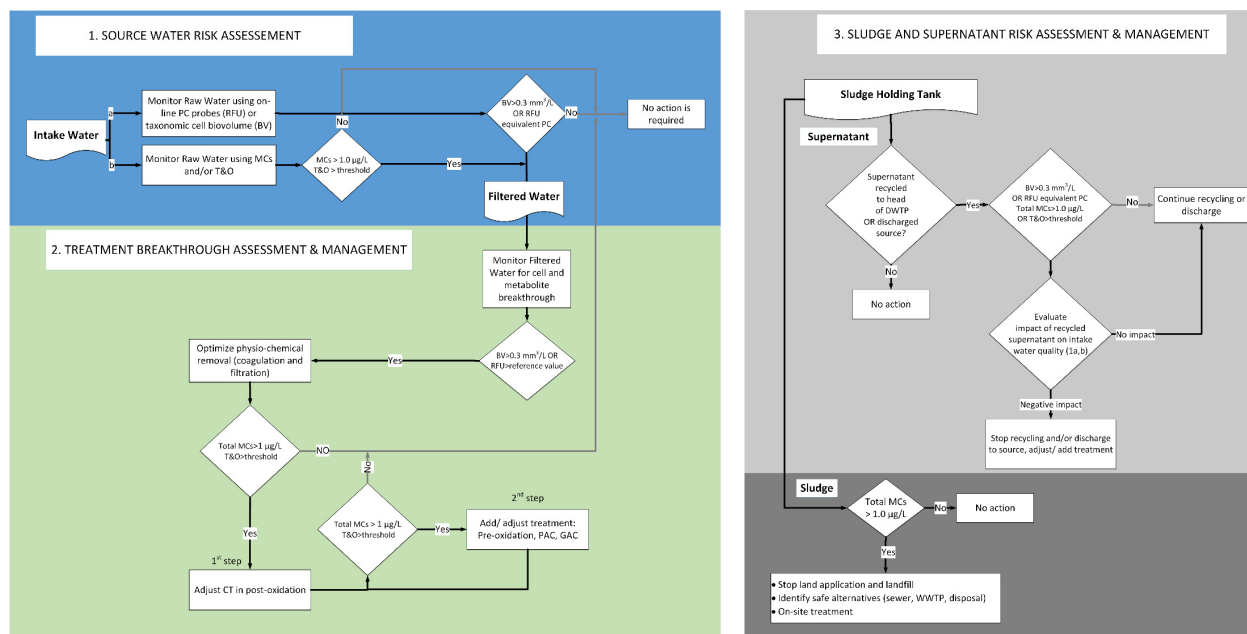 1. SOURCE WATER RISK ASSESSEMENT
Intake Water
a
b
Monitor Raw Water using on-
line PC probes (RFU) or
taxonomic cell biovolume (BV)
Monitor Raw Water using MCs
and/or T&O
No
MCs > 1.0 µg/L
T&O > threshold
Yes
BV>0.3 mm³/L
OR RFU
equivalent PC
No
No action is
required
Filtered Water
2. TREATMENT BREAKTHROUGH ASSESSMENT & MANAGEMENT
Monitor Filtered
Water for cell and
metabolite
breakthrough
BV>0.3 mm³/L OR
RFU>reference value
Yes
Optimize physio-chemical
removal (coagulation and
filtration)
Total MCs>1 µg/L
T&O>threshold
NO
Yes
1st step
Adjust CT in post-oxidation
No
Total MCs > 1 µg/L
T&O>threshold
Yes
2nd step
Add/ adjust treatment:
Pre-oxidation, PAC, GAC
3. SLUDGE AND SUPERNATANT RISK ASSESSMENT & MANAGEMENT
Sludge Holding Tank
Supernatant
Supernatant
recycled to
head
of DWTP
OR discharged
source?
Yes
No
No action
BV>0.3 mm³/L
OR RFU equivalent PC
Total MCs>1.0 µg/L
OR T&O>threshold
No
Continue recycling or
discharge
Evaluate
impact of recycled
supernatant on intake
water quality (1a,b)
No impact
Negative impact
Stop recycling and/or discharge
to source, adjust/ add treatment
Sludge
Total MCs
> 1.0 µg/L
No
No action
Yes
• Stop land application and landfill
• Identify safe alternatives (sewer, WWTP, disposal)
• On-site treatment